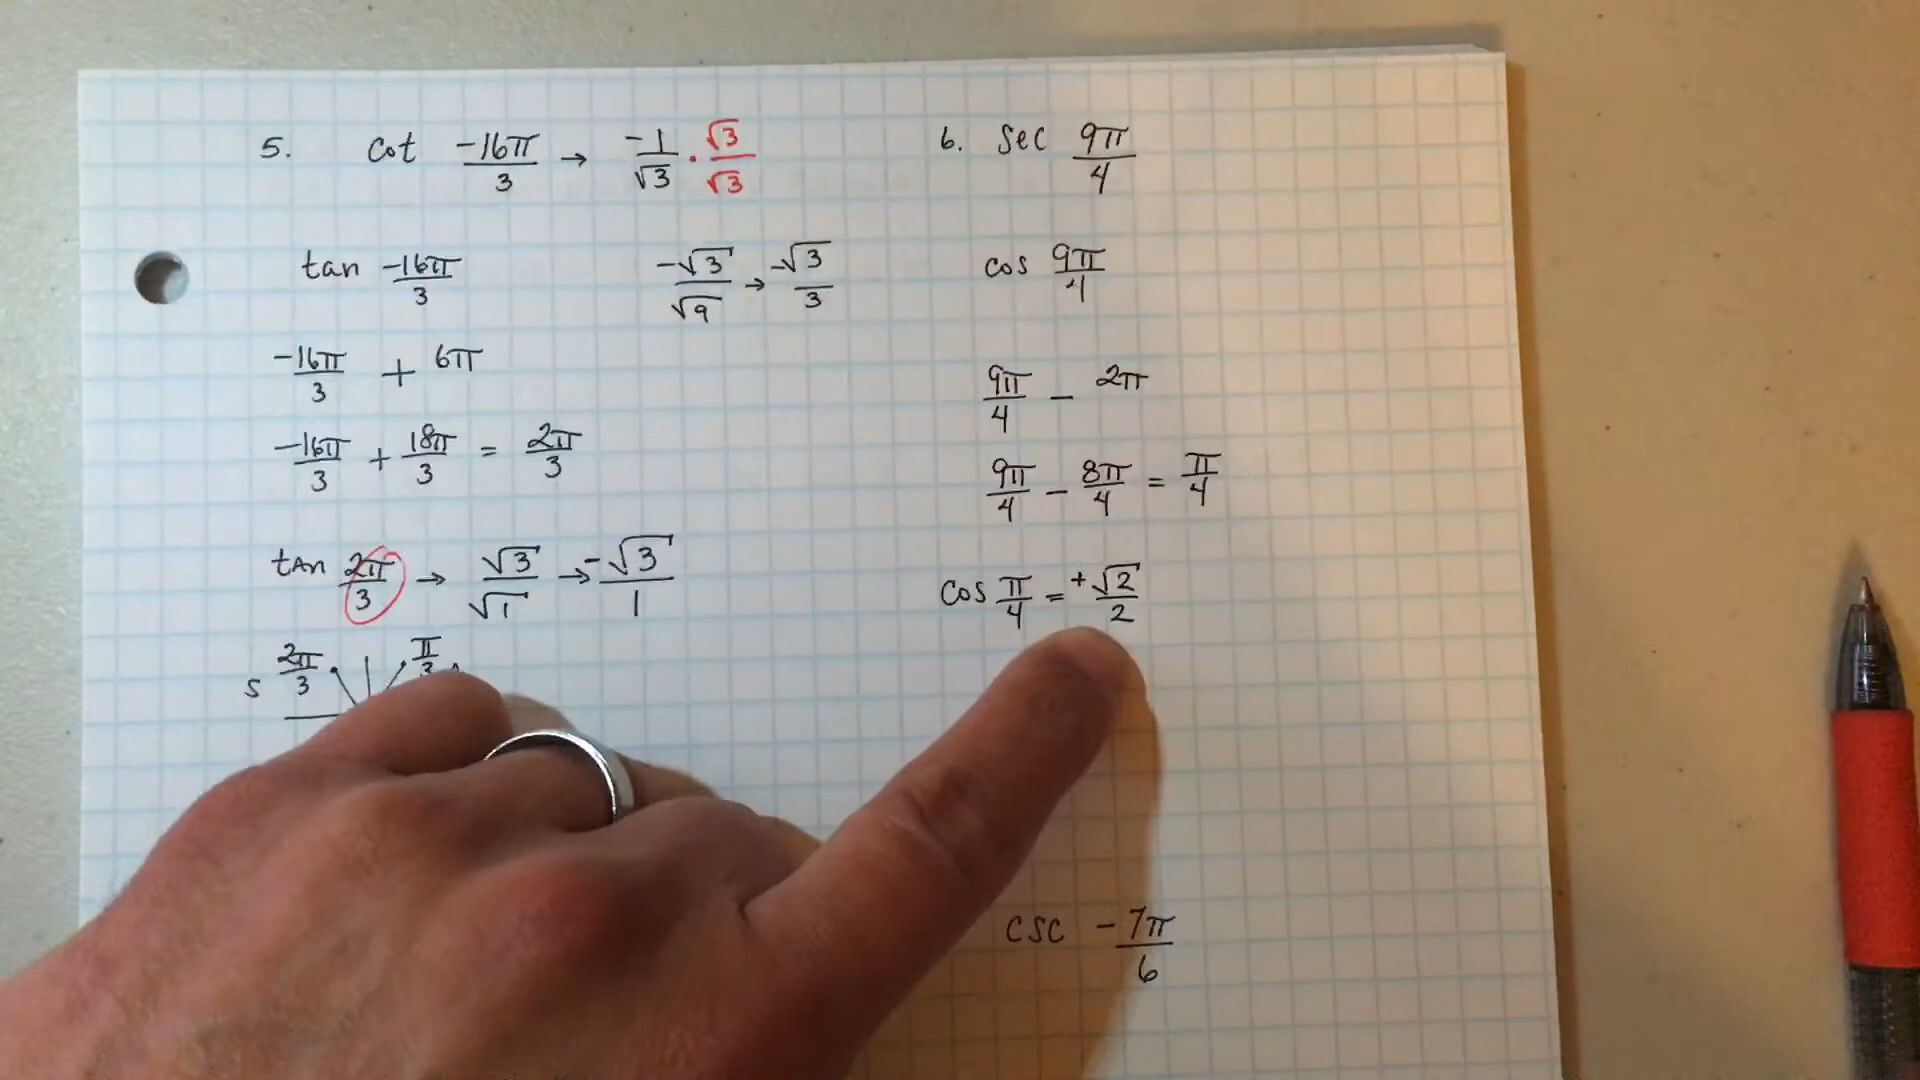 5. cot -16π/3 → -1/√3 · √3/√3
tan -16π/3
-√3/√9 → -√3/3
-16π/3 + 6π
-16π/3 + 18π/3 = 2π/3
tan 2π/3 → √3/√1 → -√3/1
S 2π/3 π/3
6. sec 9π/4
cos 9π/4
9π/4 - 2π
9π/4 - 8π/4 = π/4
cos π/4 = +√2/2
csc -7π/6